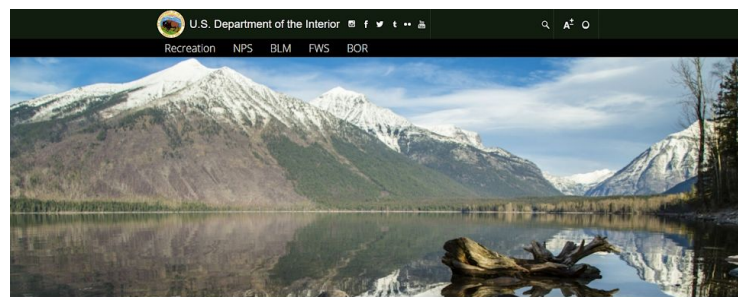 U.S. Department of the Interior
Recreation NPS BLM FWS BOR